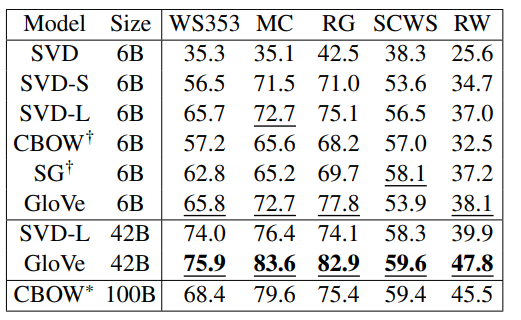 Model Size WS353 MC RG SCWS RW
SVD 6B 35.3 35.1 42.5 38.3 25.6
SVD-S 6B 56.5 71.5 71.0 53.6 34.7
SVD-L 6B 65.7 72.7 75.1 56.5 37.0
CBOW† 6B 57.2 65.6 68.2 57.0 32.5
SG† 6B 62.8 65.2 69.7 58.1 37.2
GloVe 6B 65.8 72.7 77.8 53.9 38.1
SVD-L 42B 74.0 76.4 74.1 58.3 39.9
GloVe 42B 75.9 83.6 82.9 59.6 47.8
CBOW* 100B 68.4 79.6 75.4 59.4 45.5